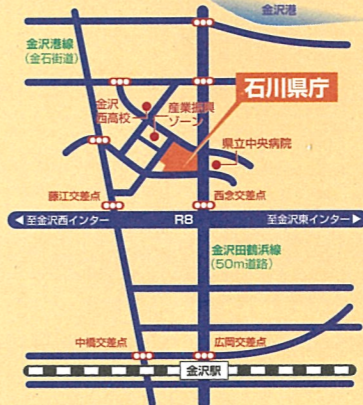 金沢港
金沢港線
(金石街道)
石川県庁
金沢
西高校
産業振興
ゾーン
県立中央病院
藤江交差点
西念交差点
◀至金沢西インター
R8
至金沢東インター▶
金沢田鶴浜線
(50m道路)
中橋交差点
広岡交差点
金沢駅